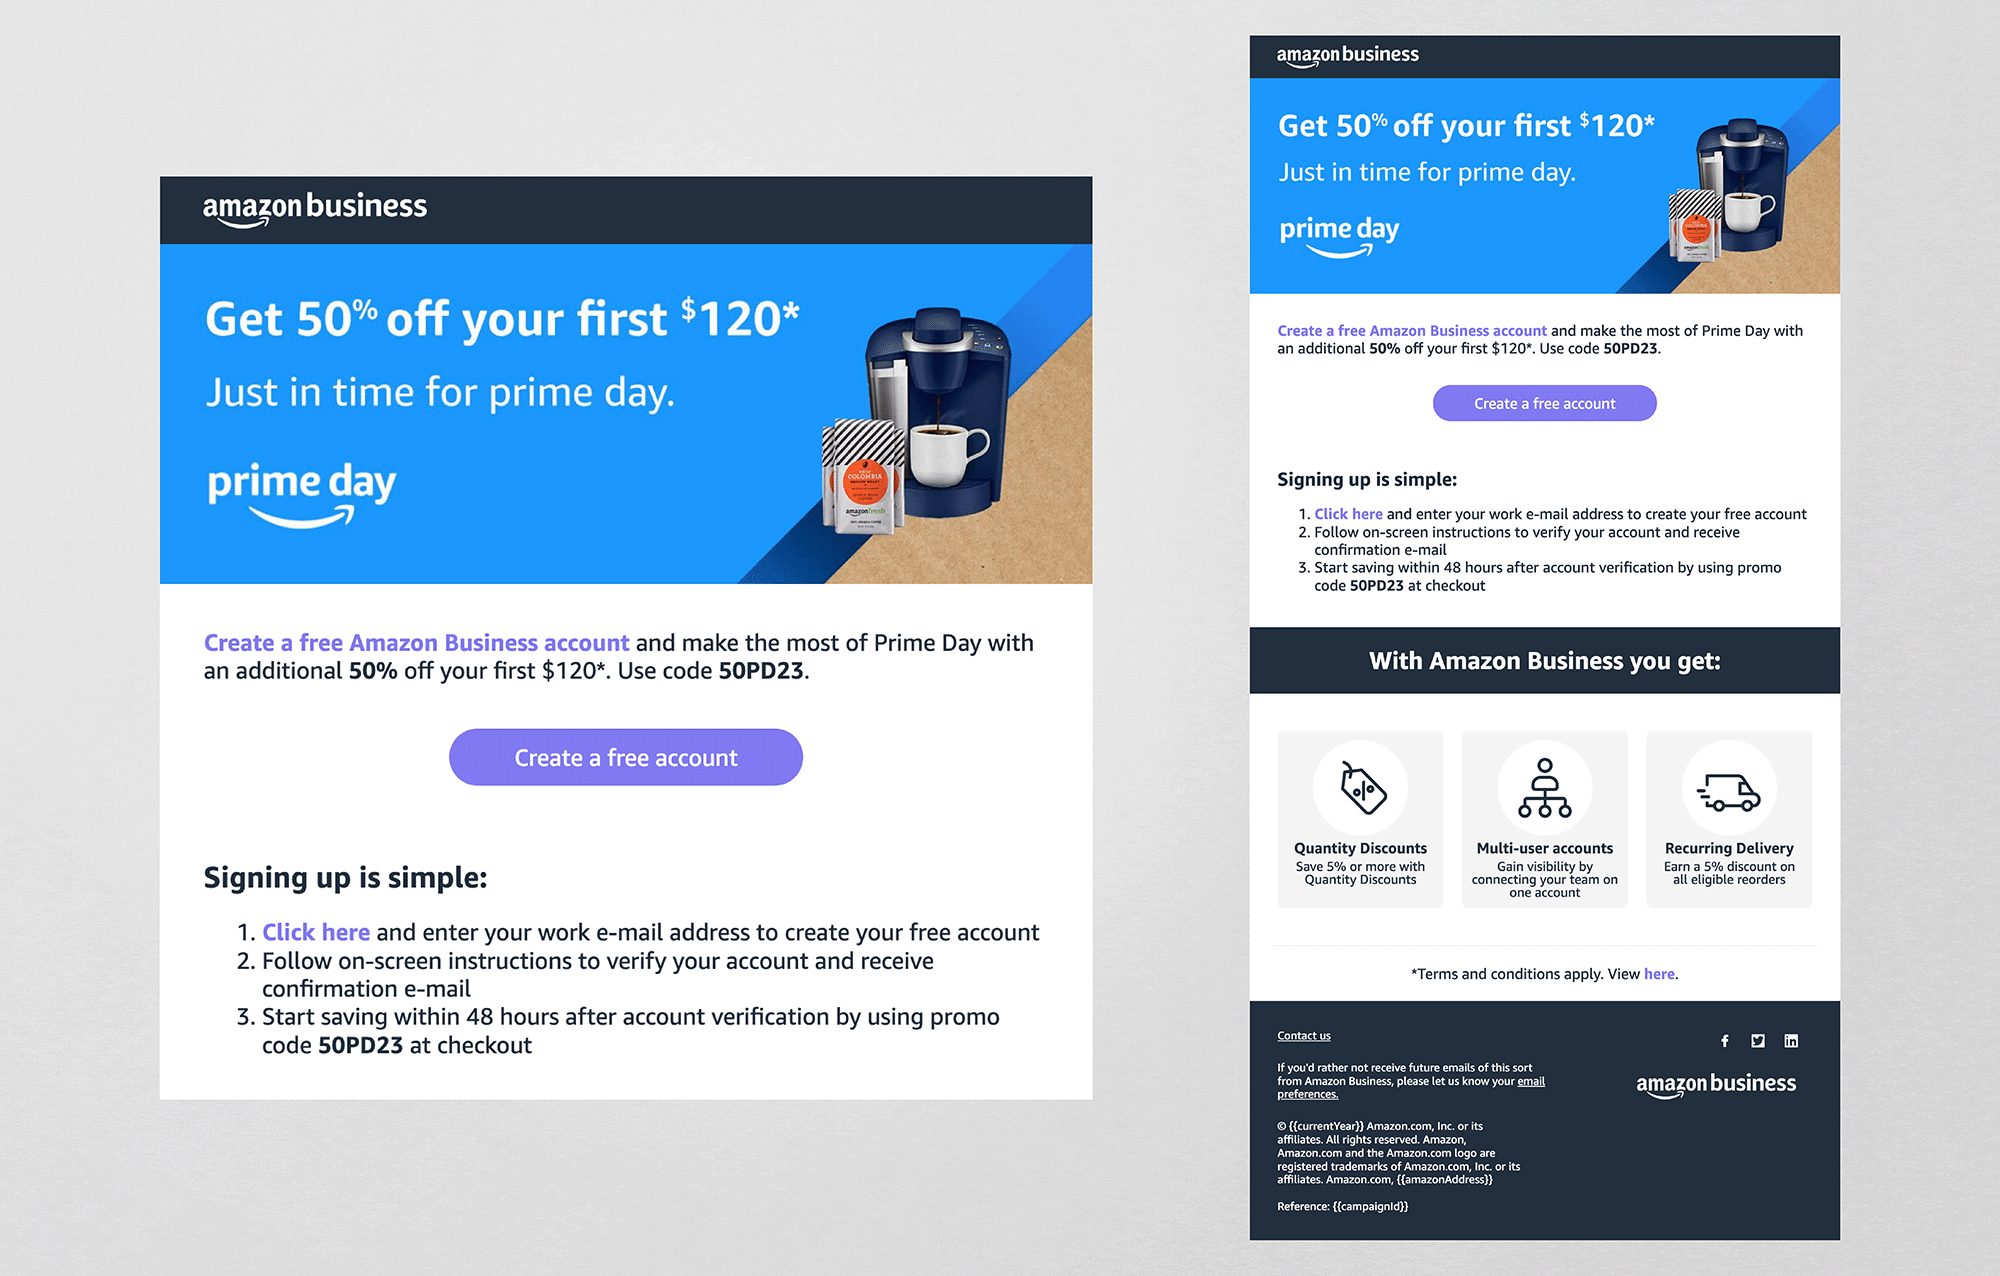 amazon business
Get 50% off your first $120*
Just in time for prime day.
prime day
COLOMBIA
MEDIUM ROAST
amazonfresh
Create a free Amazon Business account and make the most of Prime Day with
an additional 50% off your first $120*. Use code 50PD23.
Create a free account
Signing up is simple:
1. Click here and enter your work e-mail address to create your free account
2. Follow on-screen instructions to verify your account and receive
confirmation e-mail
3. Start saving within 48 hours after account verification by using promo
code 50PD23 at checkout
amazon business
Get 50% off your first $120*
Just in time for prime day.
prime day
COLOMBIA
Create a free Amazon Business account and make the most of Prime Day with
an additional 50% off your first $120*. Use code 50PD23.
Create a free account
Signing up is simple:
1. Click here and enter your work e-mail address to create your free account
2. Follow on-screen instructions to verify your account and receive
confirmation e-mail
3. Start saving within 48 hours after account verification by using promo
code 50PD23 at checkout
With Amazon Business you get:
Quantity Discounts
Save 5% or more with
Quantity Discounts
Multi-user accounts
Gain visibility by
connecting your team on
one account
Recurring Delivery
Earn a 5% discount on
all eligible reorders
*Terms and conditions apply. View here.
Contact us
If you'd rather not receive future emails of this sort
from Amazon Business, please let us know your email
preferences.
© {{currentYear}} Amazon.com, Inc. or its
affiliates. All rights reserved. Amazon,
Amazon.com and the Amazon.com logo are
registered trademarks of Amazon.com, Inc. or its
affiliates. Amazon.com, {{amazonAddress}}
Reference: {{campaignId}}
amazon business